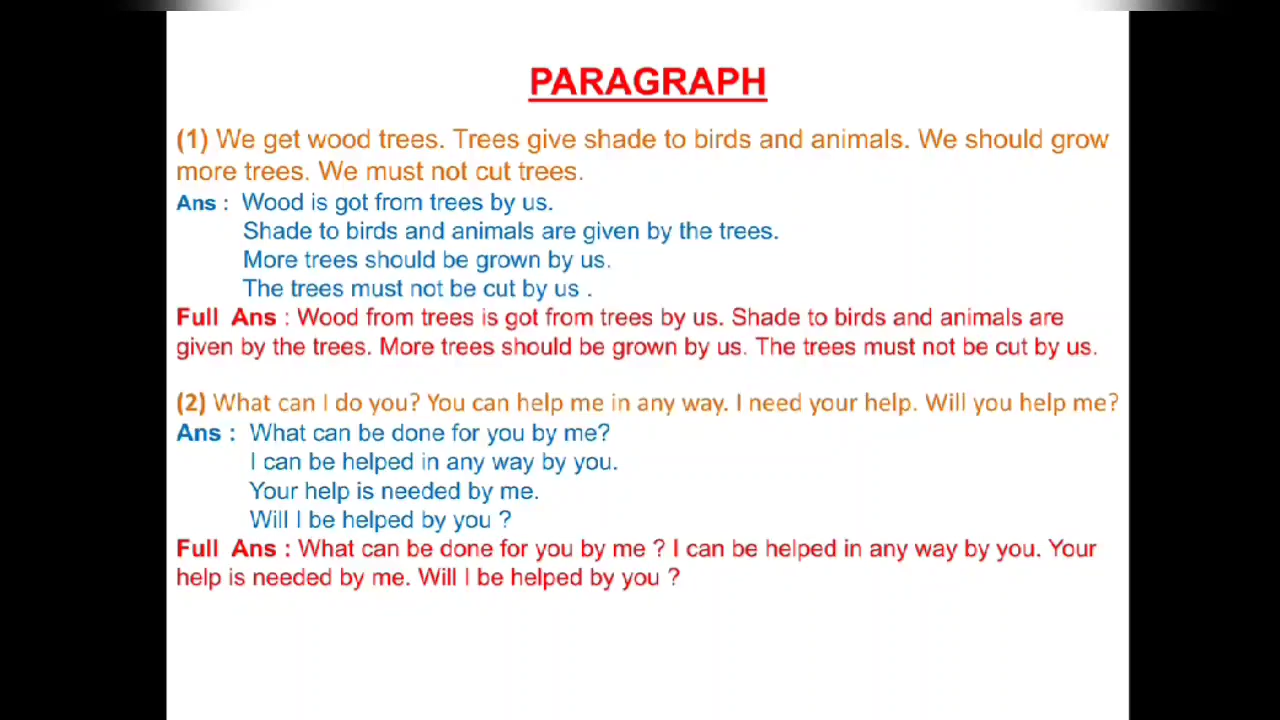 PARAGRAPH
(1) We get wood trees. Trees give shade to birds and animals. We should grow
more trees. We must not cut trees.
Ans : Wood is got from trees by us.
Shade to birds and animals are given by the trees.
More trees should be grown by us.
The trees must not be cut by us .
Full Ans : Wood from trees is got from trees by us. Shade to birds and animals are
given by the trees. More trees should be grown by us. The trees must not be cut by us.
(2) What can I do you? You can help me in any way. I need your help. Will you help me?
Ans : What can be done for you by me?
I can be helped in any way by you.
Your help is needed by me.
Will I be helped by you ?
Full Ans : What can be done for you by me ? I can be helped in any way by you. Your
help is needed by me. Will I be helped by you ?